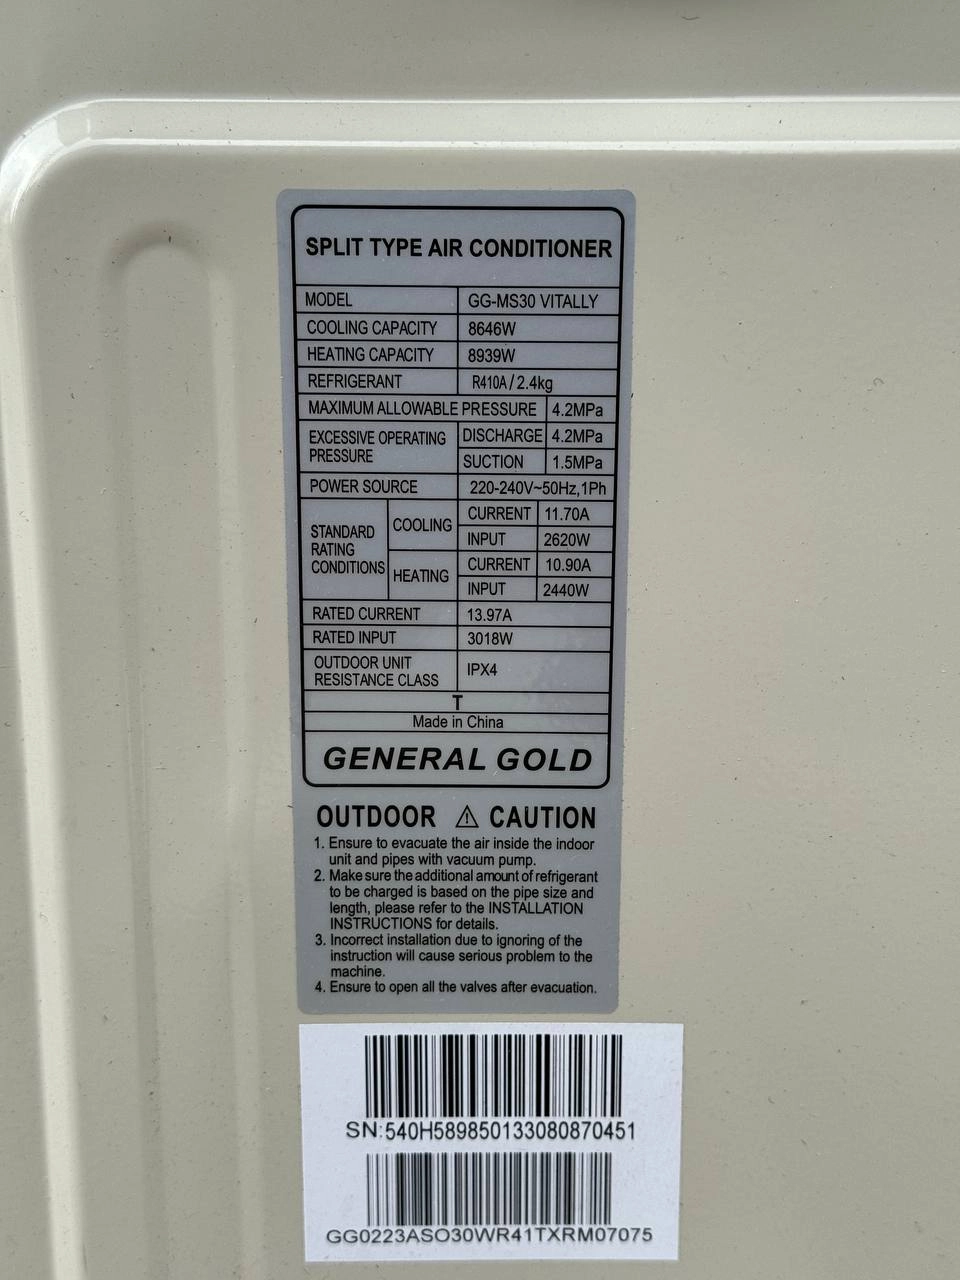 SPLIT TYPE AIR CONDITIONER
MODEL GG-MS30 VITALLY
COOLING CAPACITY 8646W
HEATING CAPACITY 8939W
REFRIGERANT R410A / 2.4kg
MAXIMUM ALLOWABLE PRESSURE 4.2MPa
EXCESSIVE OPERATING PRESSURE DISCHARGE 4.2MPa
SUCTION 1.5MPa
POWER SOURCE 220-240V~50Hz,1Ph
STANDARD RATING CONDITIONS COOLING CURRENT 11.70A
INPUT 2620W
HEATING CURRENT 10.90A
INPUT 2440W
RATED CURRENT 13.97A
RATED INPUT 3018W
OUTDOOR UNIT RESISTANCE CLASS IPX4
T
Made in China
GENERAL GOLD
OUTDOOR ⚠ CAUTION
1. Ensure to evacuate the air inside the indoor
unit and pipes with vacuum pump.
2. Make sure the additional amount of refrigerant
to be charged is based on the pipe size and
length, please refer to the INSTALLATION
INSTRUCTIONS for details.
3. Incorrect installation due to ignoring of the
instruction will cause serious problem to the
machine.
4. Ensure to open all the valves after evacuation.
SN:540H589850133080870451
GG0223ASO30WR41TXRM07075